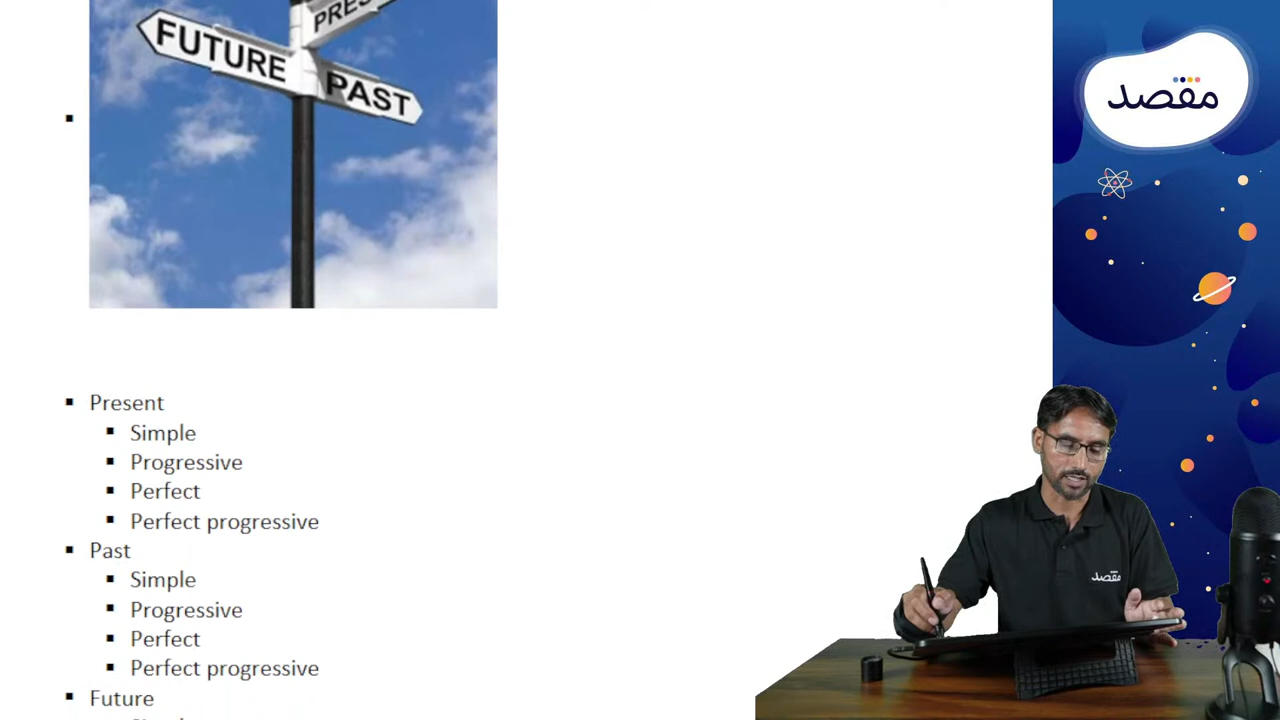 PRES
FUTURE
PAST
مقصد
Present
Simple
Progressive
Perfect
Perfect progressive
Past
Simple
Progressive
Perfect
Perfect progressive
Future
مقصد